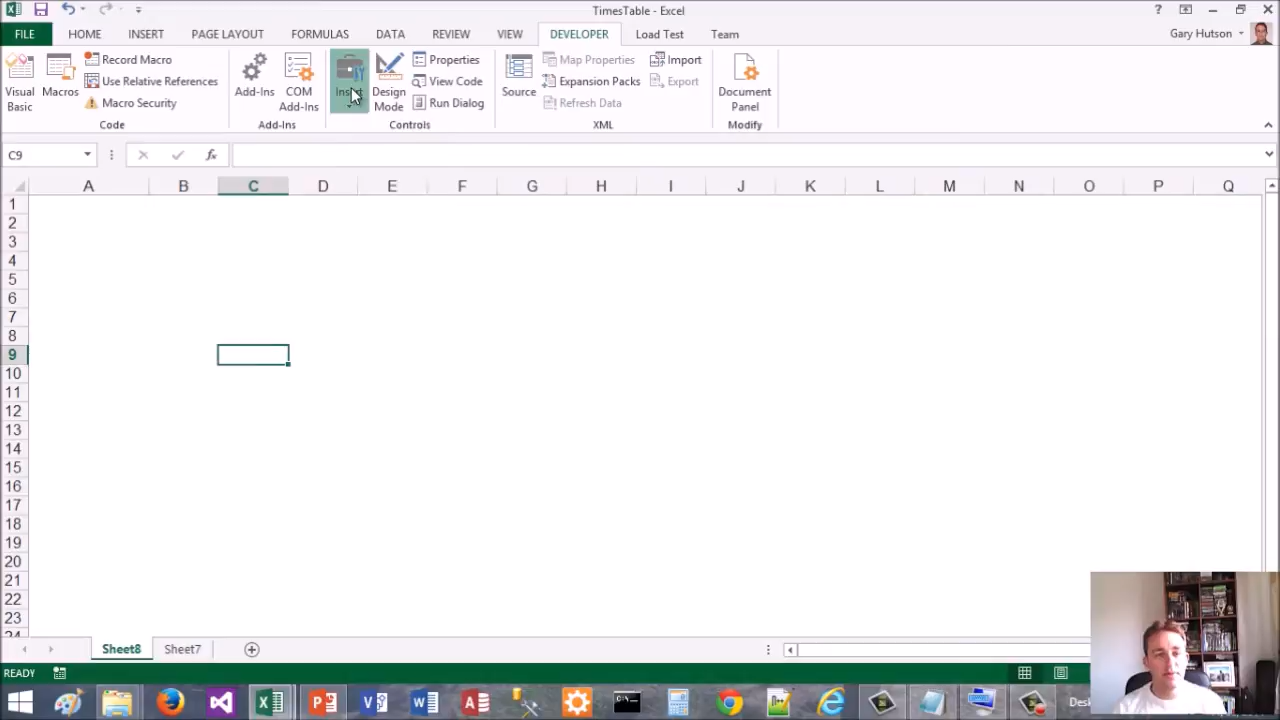 TimesTable - Excel
FILE HOME INSERT PAGE LAYOUT FORMULAS DATA REVIEW VIEW DEVELOPER Load Test Team Gary Hutson
Visual Basic
Macros
Record Macro
Use Relative References
Macro Security
Code
Add-Ins
COM Add-Ins
Add-Ins
Insert
Design Mode
Properties
View Code
Run Dialog
Controls
Source
Map Properties
Expansion Packs
Refresh Data
Import
Export
XML
Document Panel
Modify
C9 fx
A B C D E F G H I J K L M N O P Q
1
2
3
4
5
6
7
8
9
10
11
12
13
14
15
16
17
18
19
20
21
22
23
24
Sheet8 Sheet7
READY
Desk